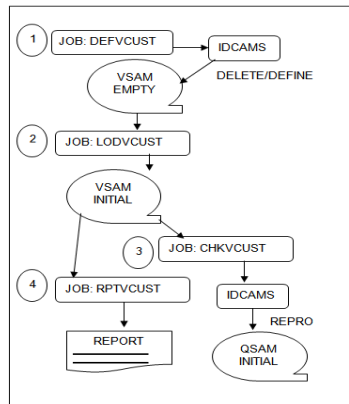 1
JOB: DEFVCUST
IDCAMS
DELETE/DEFINE
VSAM
EMPTY
2
JOB: LODVCUST
VSAM
INITIAL
3
JOB: CHKVCUST
4
JOB: RPTVCUST
IDCAMS
REPRO
REPORT
QSAM
INITIAL